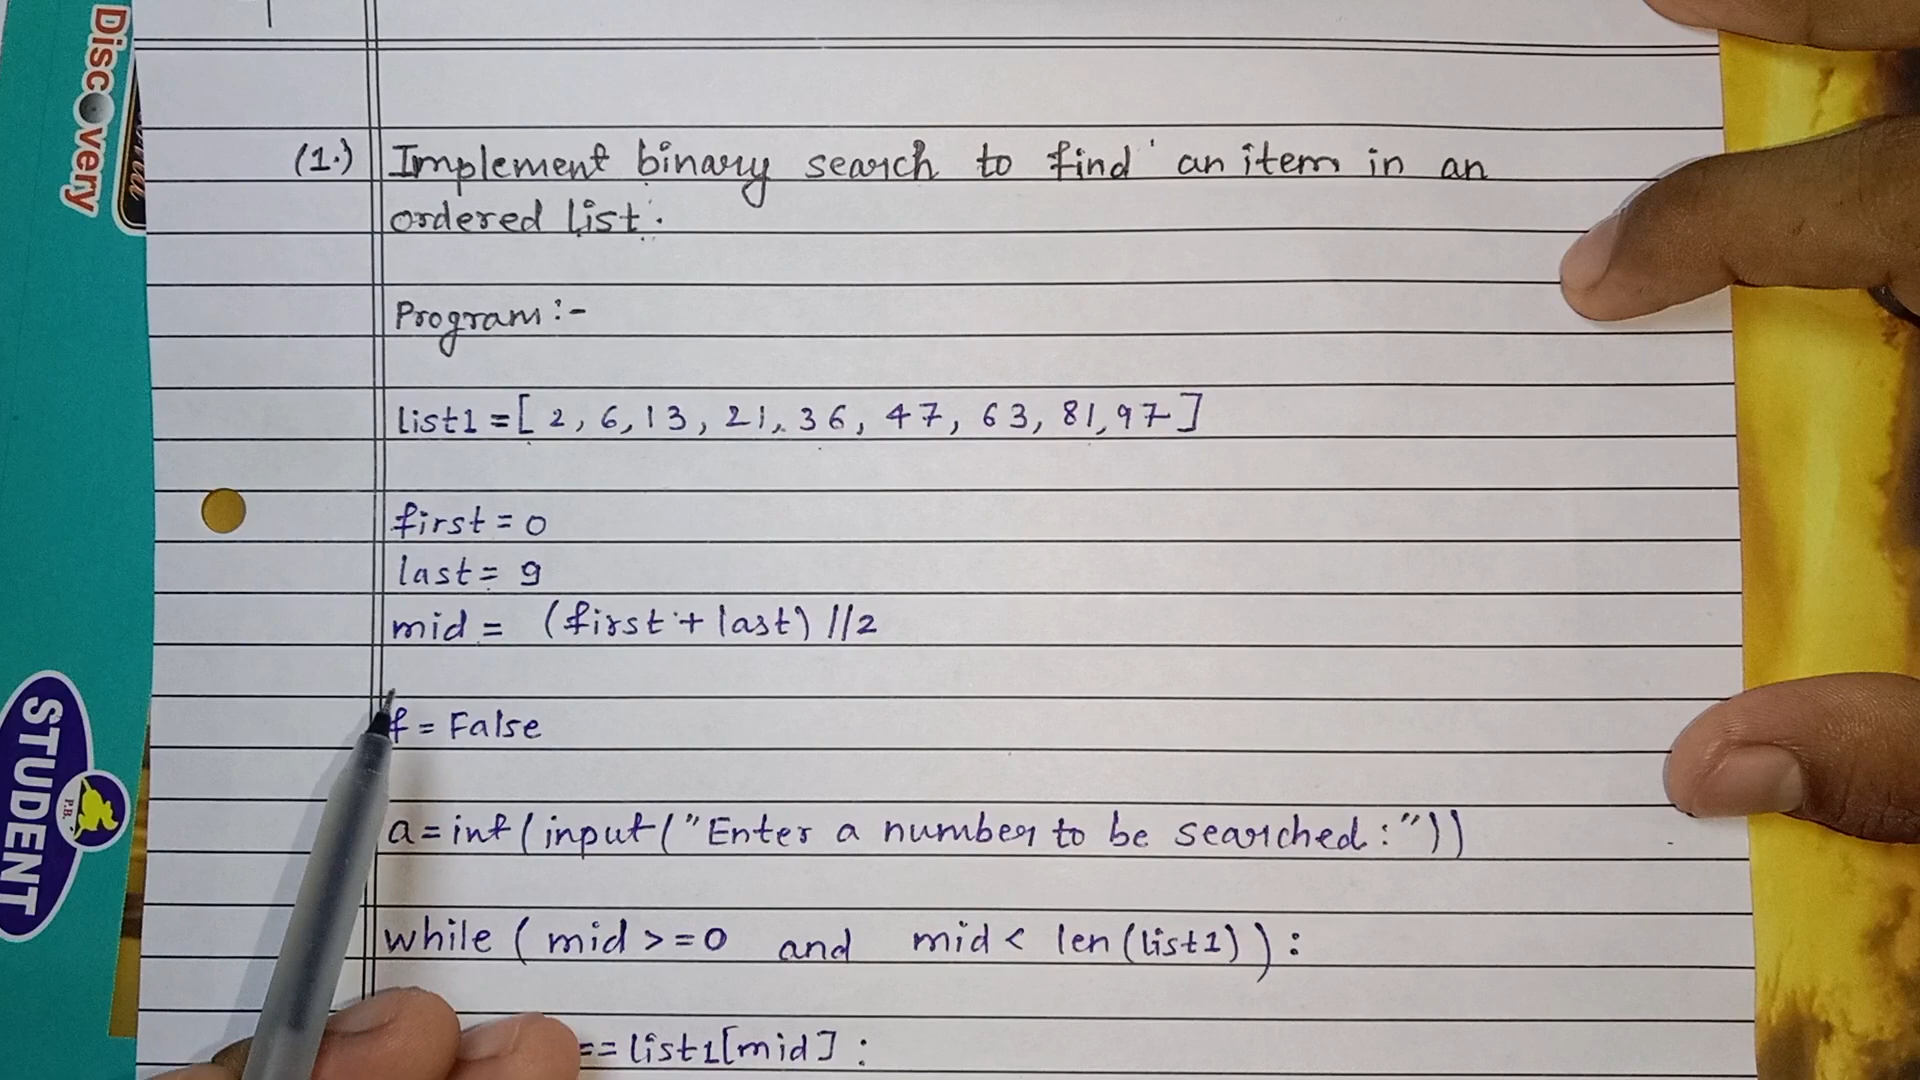 Discovery
STUDENT
P.B.
(1.) Implement binary search to find an item in an
ordered list.
Program :-
list1 = [ 2, 6, 13, 21, 36, 47, 63, 81, 97 ]
first = 0
last = 9
mid = (first + last) //2
f = False
a = int ( input ( "Enter a number to be searched : " ))
while ( mid >= 0 and mid < len (list1) ) :
== list1[mid] :